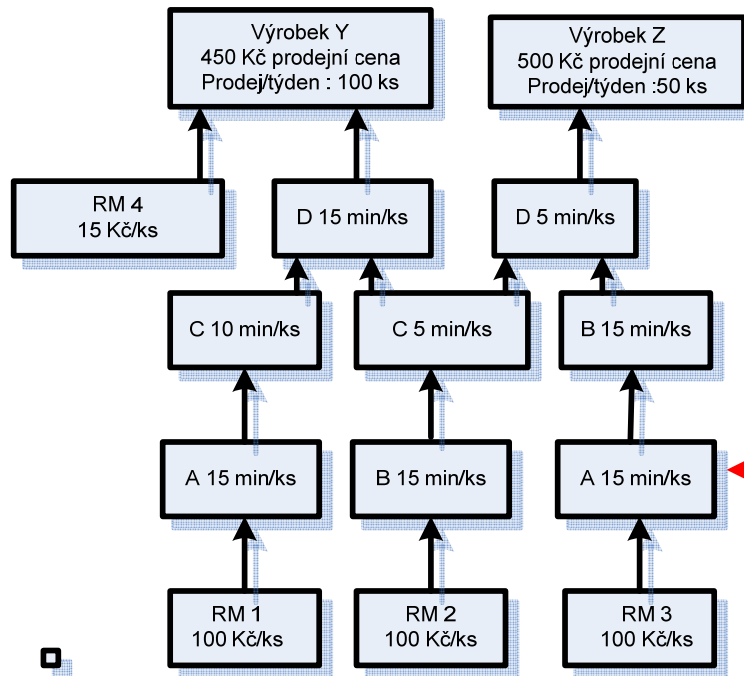 Výrobek Y
450 Kč prodejní cena
Prodej/týden : 100 ks
Výrobek Z
500 Kč prodejní cena
Prodej/týden :50 ks
RM 4
15 Kč/ks
D 15 min/ks
D 5 min/ks
C 10 min/ks
C 5 min/ks
B 15 min/ks
A 15 min/ks
B 15 min/ks
A 15 min/ks
RM 1
100 Kč/ks
RM 2
100 Kč/ks
RM 3
100 Kč/ks